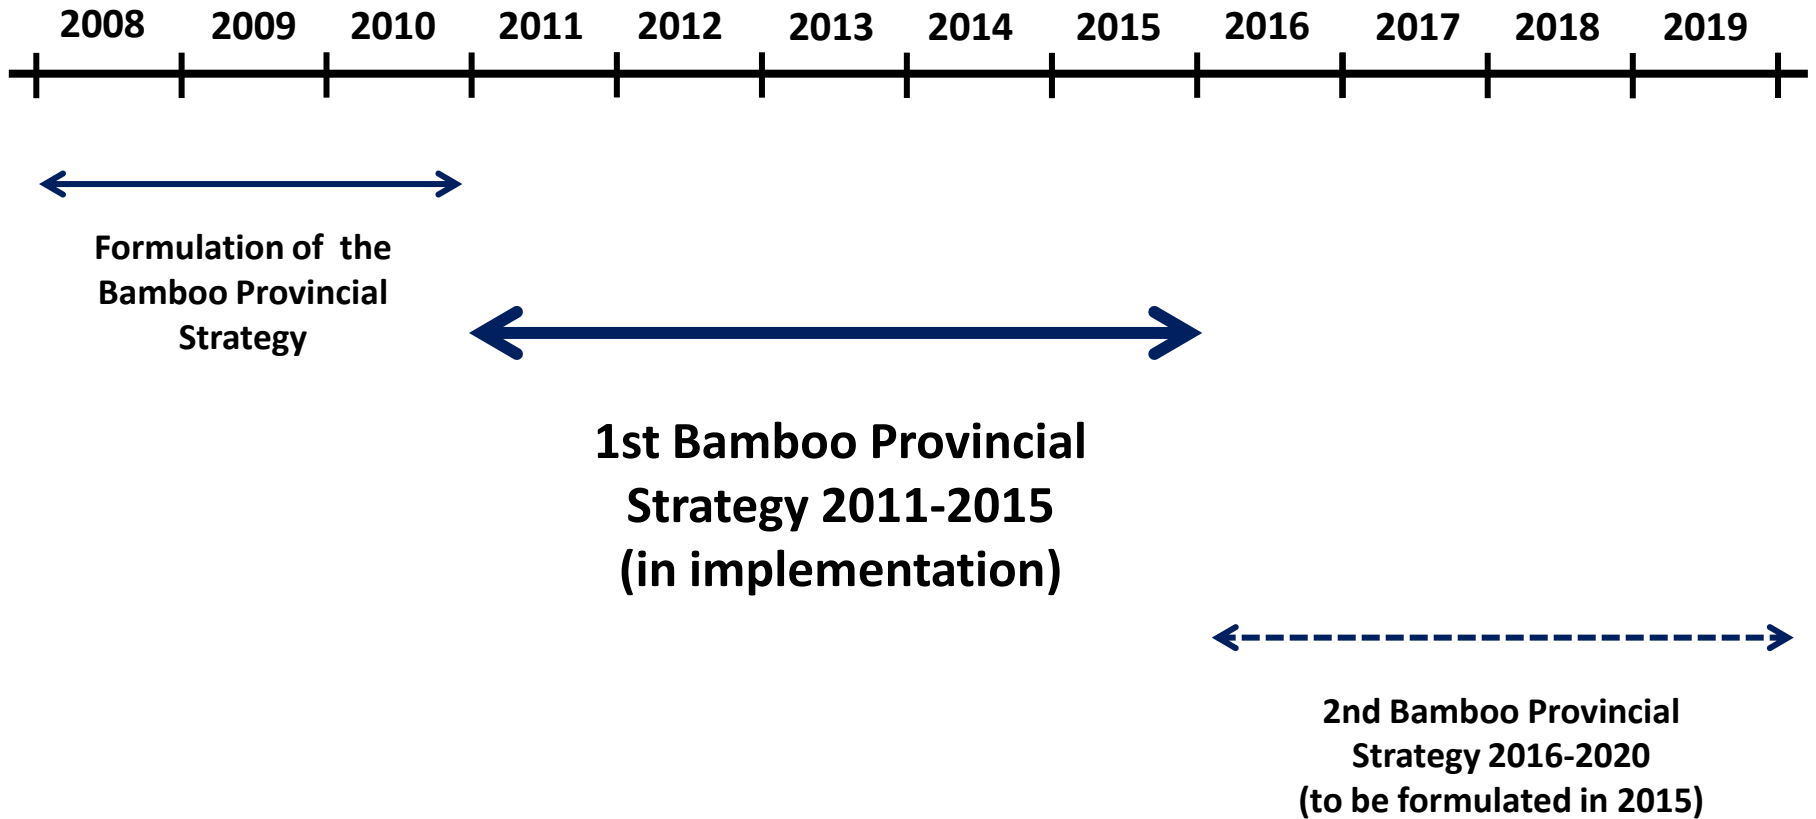 2008 2009 2010 2011 2012 2013 2014 2015 2016 2017 2018 2019
Formulation of the
Bamboo Provincial
Strategy
1st Bamboo Provincial
Strategy 2011-2015
(in implementation)
2nd Bamboo Provincial
Strategy 2016-2020
(to be formulated in 2015)